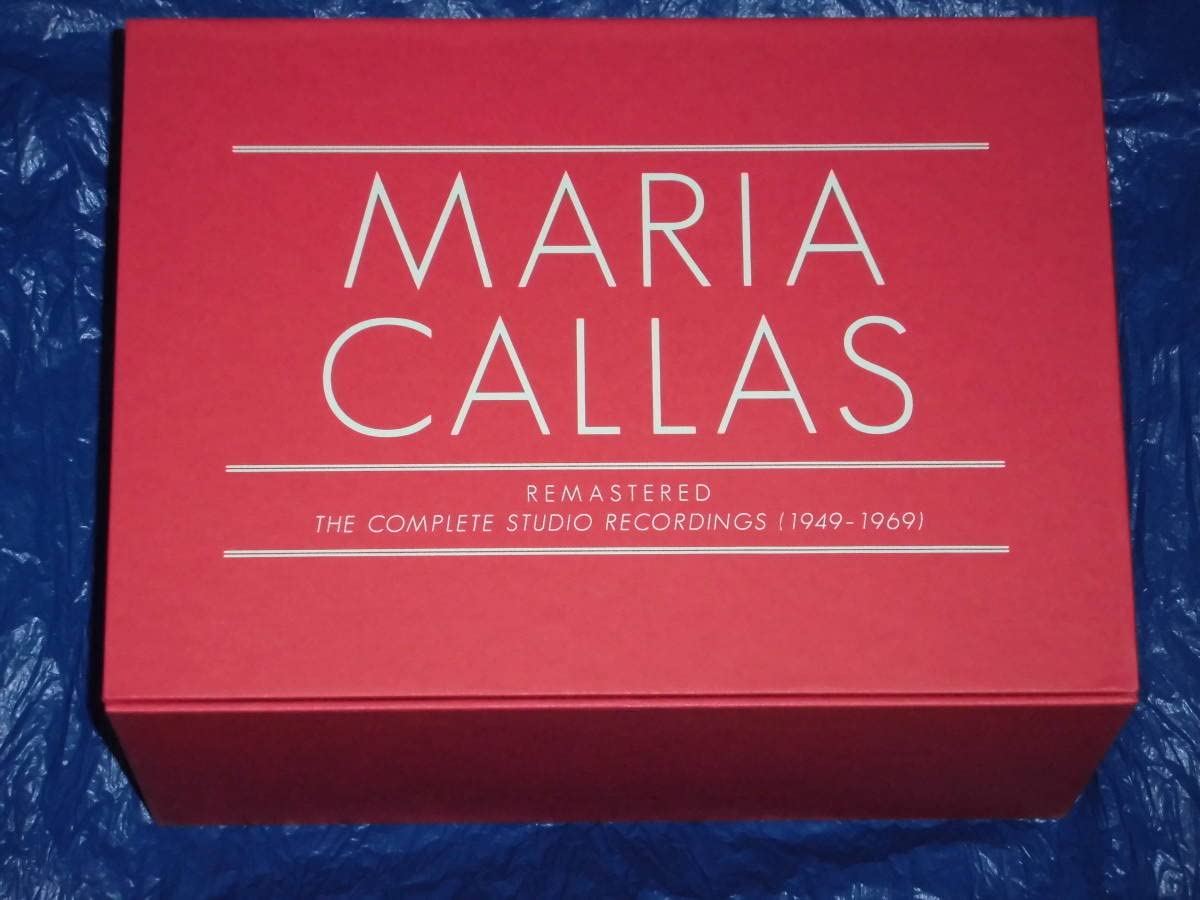 MARIA
CALLAS
REMASTERED
THE COMPLETE STUDIO RECORDINGS (1949-1969)